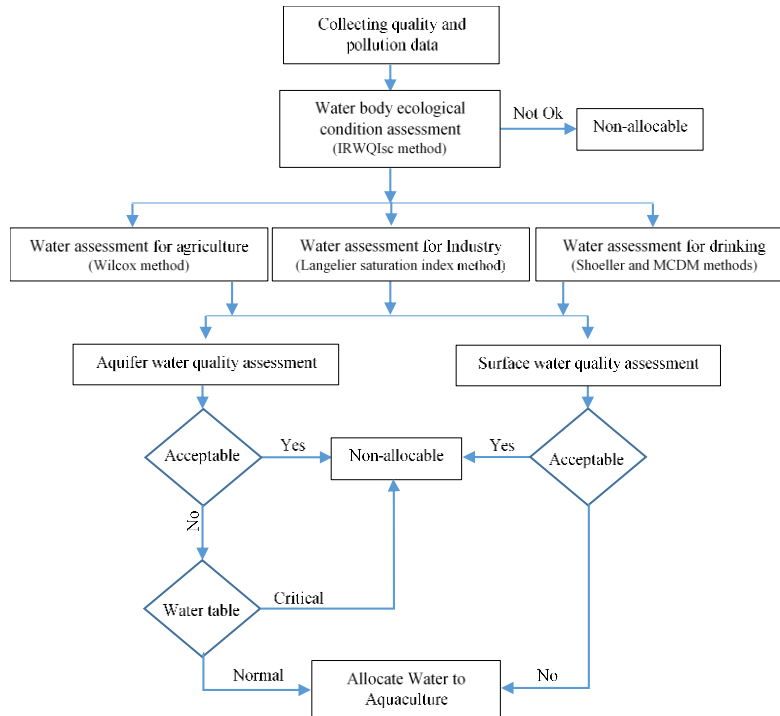 Collecting quality and
pollution data
Water body ecological
condition assessment
(IRWQIsc method)
Not Ok
Non-allocable
Water assessment for agriculture
(Wilcox method)
Water assessment for Industry
(Langelier saturation index method)
Water assessment for drinking
(Shoeller and MCDM methods)
Aquifer water quality assessment
Surface water quality assessment
Acceptable
Yes
Non-allocable
Yes
Acceptable
No
Water table
Critical
Normal
Allocate Water to
Aquaculture
No